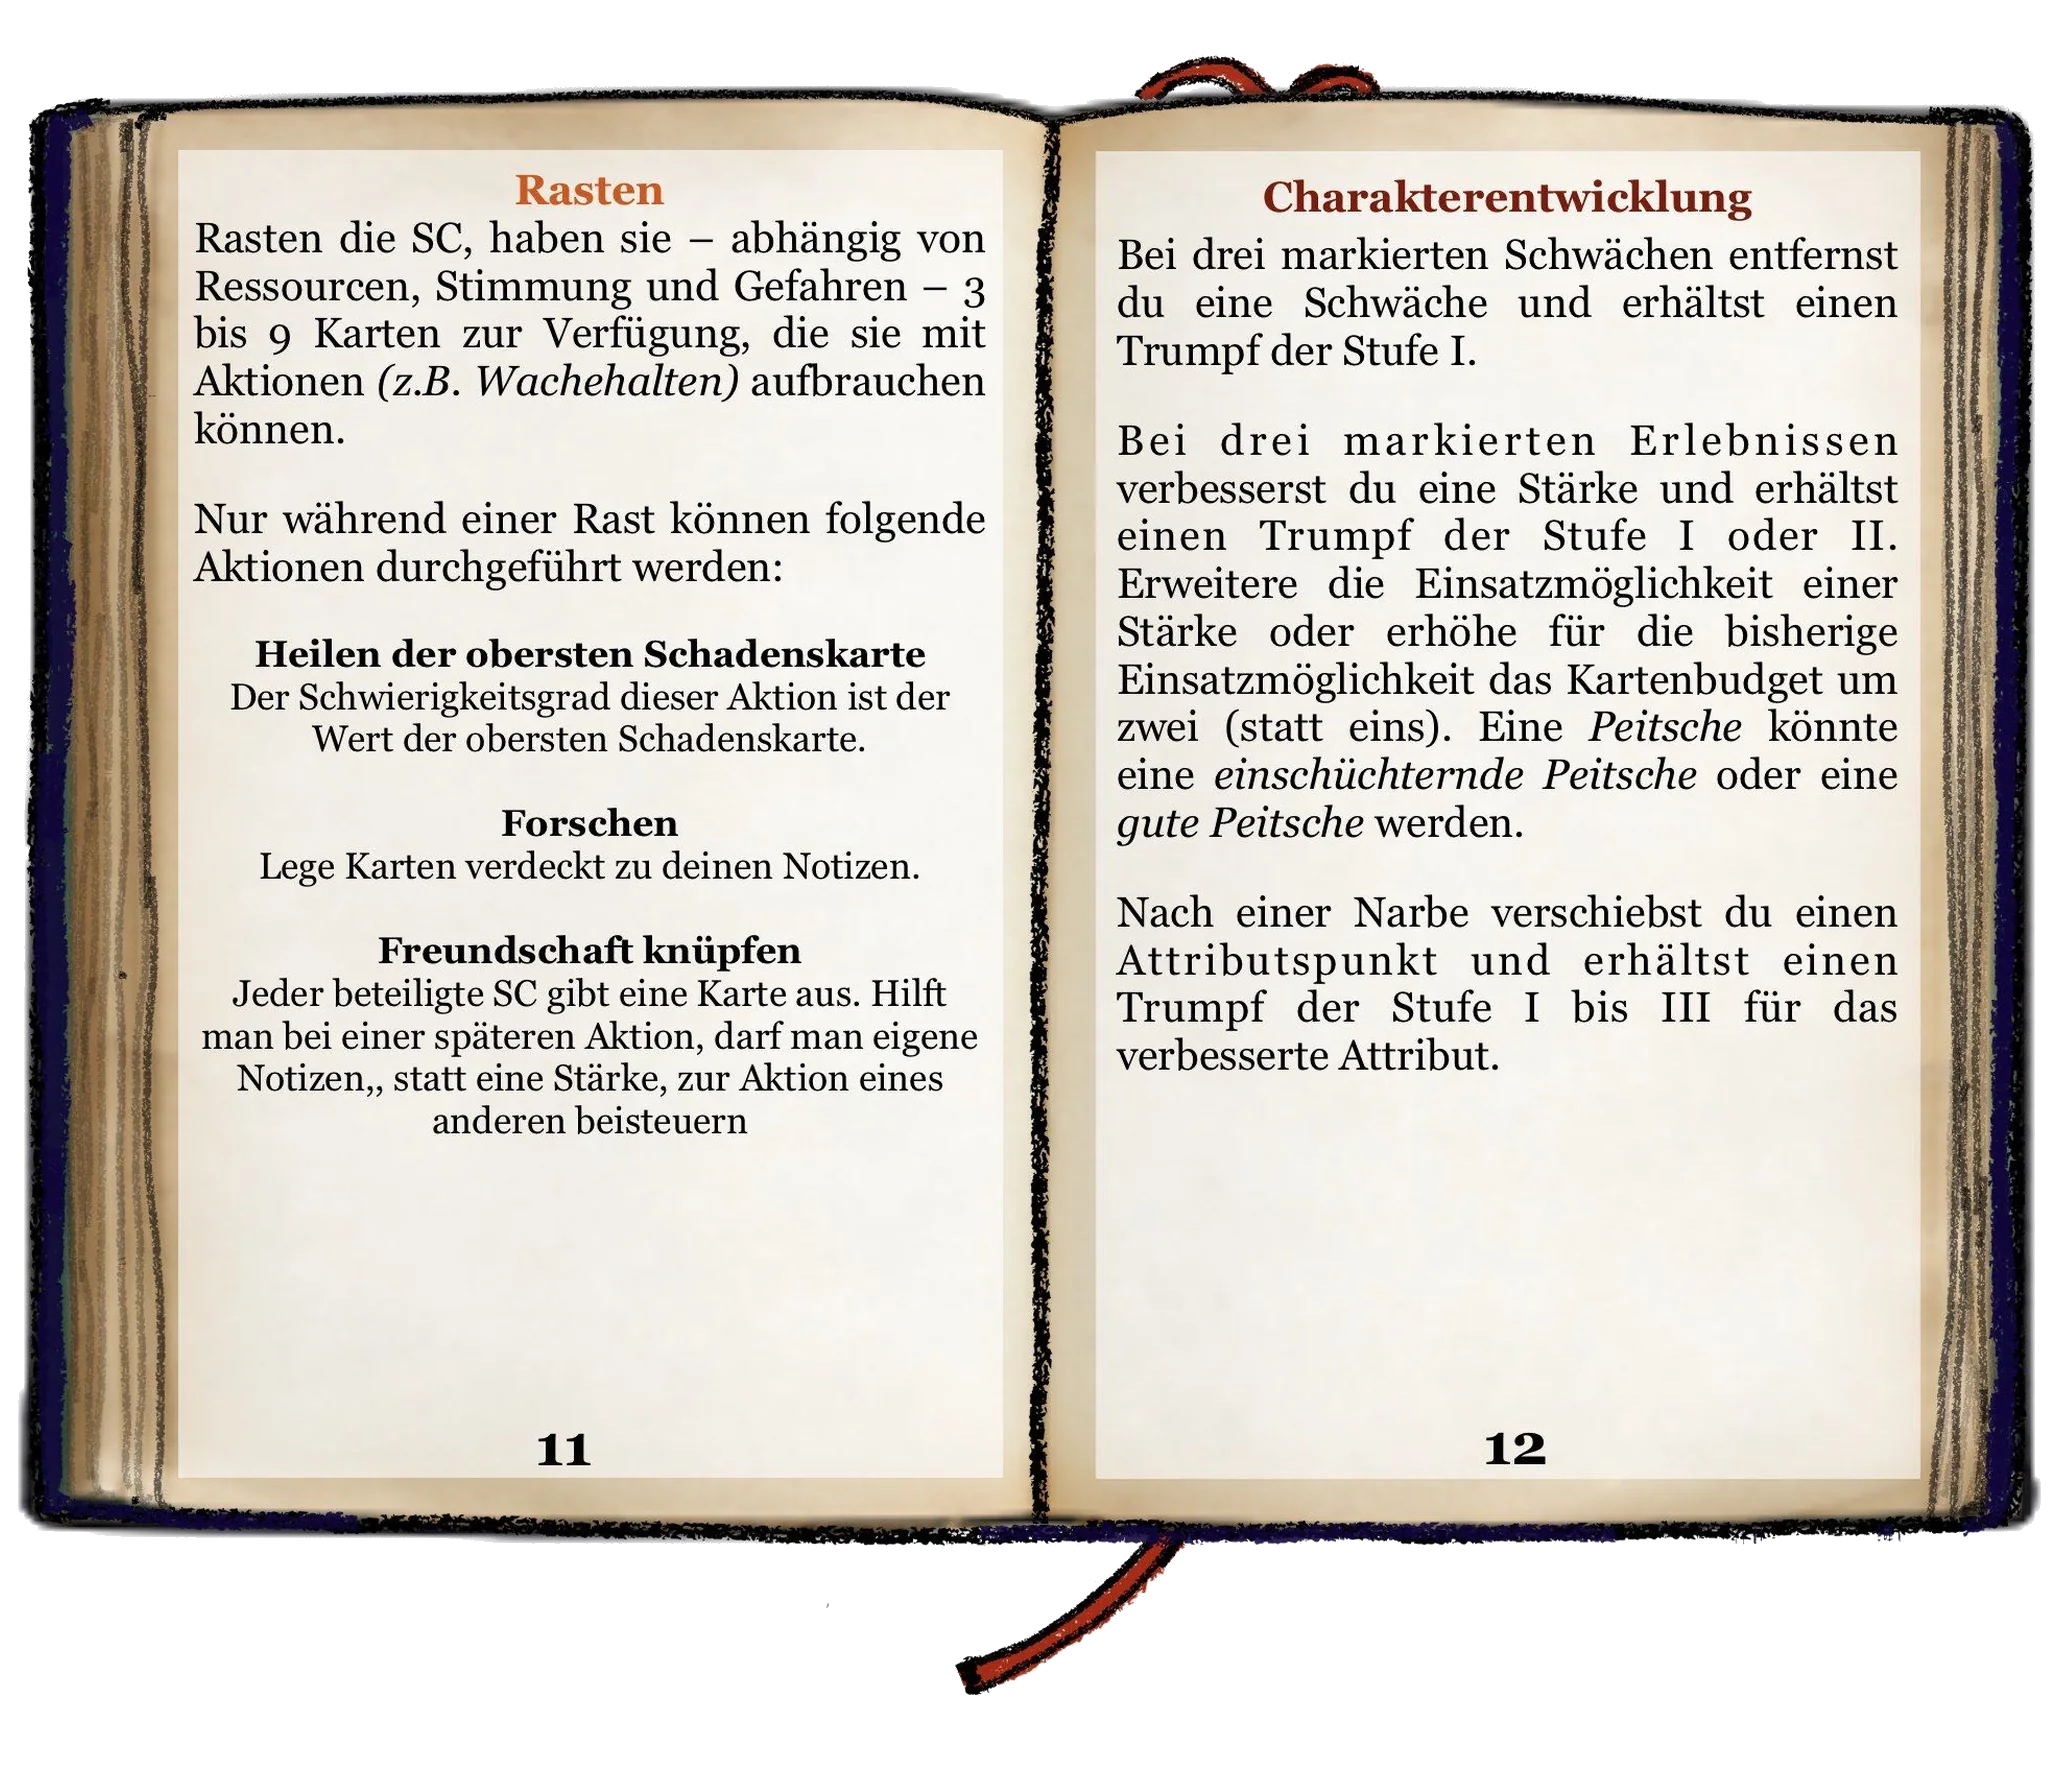 Rasten
Rasten die SC, haben sie – abhängig von
Ressourcen, Stimmung und Gefahren – 3
bis 9 Karten zur Verfügung, die sie mit
Aktionen (z.B. Wachehalten) aufbrauchen
können.
Nur während einer Rast können folgende
Aktionen durchgeführt werden:
Heilen der obersten Schadenskarte
Der Schwierigkeitsgrad dieser Aktion ist der
Wert der obersten Schadenskarte.
Forschen
Lege Karten verdeckt zu deinen Notizen.
Freundschaft knüpfen
Jeder beteiligte SC gibt eine Karte aus. Hilft
man bei einer späteren Aktion, darf man eigene
Notizen,, statt eine Stärke, zur Aktion eines
anderen beisteuern
11
Charakterentwicklung
Bei drei markierten Schwächen entfernst
du eine Schwäche und erhältst einen
Trumpf der Stufe I.
Bei drei markierten Erlebnissen
verbesserst du eine Stärke und erhältst
einen Trumpf der Stufe I oder II.
Erweitere die Einsatzmöglichkeit einer
Stärke oder erhöhe für die bisherige
Einsatzmöglichkeit das Kartenbudget um
zwei (statt eins). Eine Peitsche könnte
eine einschüchternde Peitsche oder eine
gute Peitsche werden.
Nach einer Narbe verschiebst du einen
Attributspunkt und erhältst einen
Trumpf der Stufe I bis III für das
verbesserte Attribut.
12